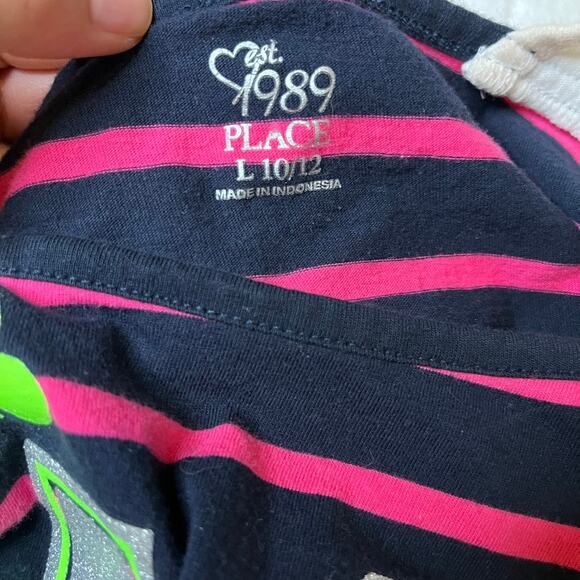 est.
1989
PLACE
L 10/12
MADE IN INDONESIA